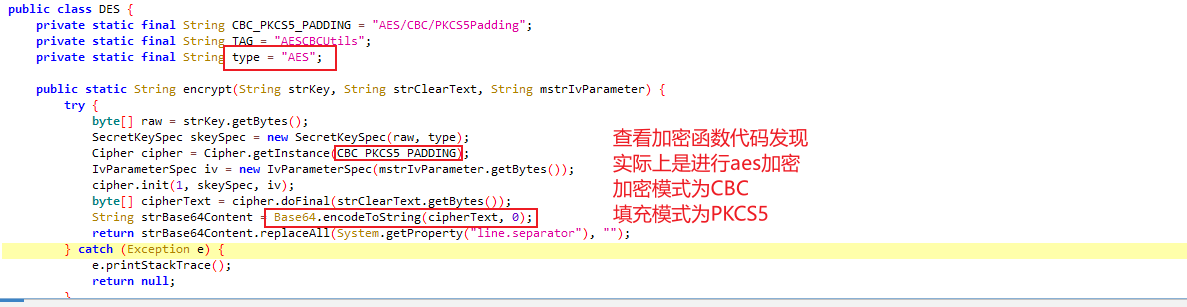 public class DES {
private static final String CBC_PKCS5_PADDING = "AES/CBC/PKCS5Padding";
private static final String TAG = "AESCBCUtils";
private static final String type = "AES";
public static String encrypt(String strKey, String strClearText, String mstrIvParameter) {
try {
byte[] raw = strKey.getBytes();
SecretKeySpec skeySpec = new SecretKeySpec(raw, type);
Cipher cipher = Cipher.getInstance(CBC_PKCS5_PADDING);
IvParameterSpec iv = new IvParameterSpec(mstrIvParameter.getBytes());
cipher.init(1, skeySpec, iv);
byte[] cipherText = cipher.doFinal(strClearText.getBytes());
String strBase64Content = Base64.encodeToString(cipherText, 0);
return strBase64Content.replaceAll(System.getProperty("line.separator"), "");
} catch (Exception e) {
e.printStackTrace();
return null;
}
查看加密函数代码发现
实际上是进行aes加密
加密模式为CBC
填充模式为PKCS5